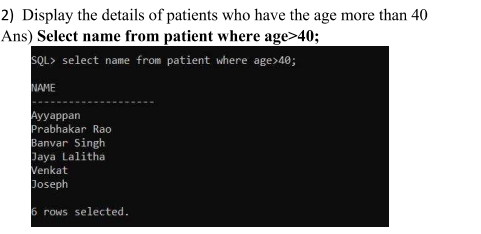 2) Display the details of patients who have the age more than 40
Ans) Select name from patient where age>40;
SQL> select name from patient where age>40;
NAME
--------------------
Ayyappan
Prabhakar Rao
Banvar Singh
Jaya Lalitha
Venkat
Joseph
6 rows selected.